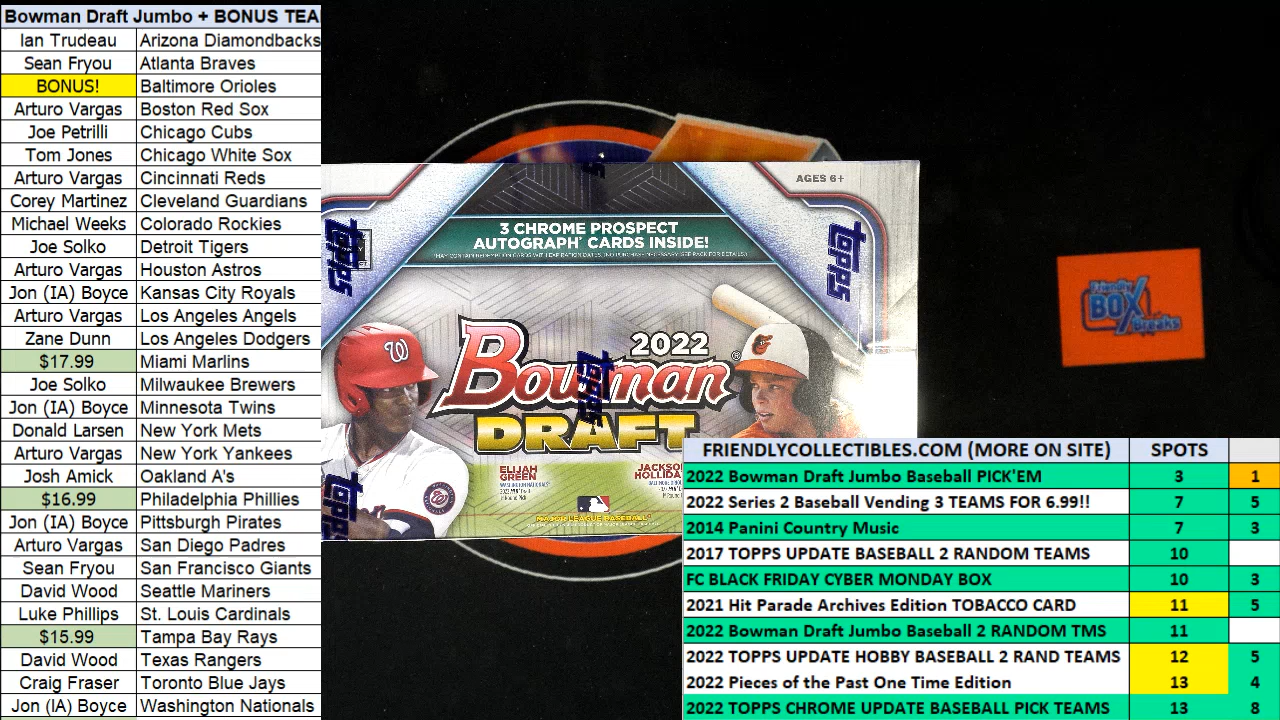 Bowman Draft Jumbo + BONUS TEA
Ian Trudeau Arizona Diamondbacks
Sean Fryou Atlanta Braves
BONUS! Baltimore Orioles
Arturo Vargas Boston Red Sox
Joe Petrilli Chicago Cubs
Tom Jones Chicago White Sox
Arturo Vargas Cincinnati Reds
Corey Martinez Cleveland Guardians
Michael Weeks Colorado Rockies
Joe Solko Detroit Tigers
Arturo Vargas Houston Astros
Jon (IA) Boyce Kansas City Royals
Arturo Vargas Los Angeles Angels
Zane Dunn Los Angeles Dodgers
$17.99 Miami Marlins
Joe Solko Milwaukee Brewers
Jon (IA) Boyce Minnesota Twins
Donald Larsen New York Mets
Arturo Vargas New York Yankees
Josh Amick Oakland A's
$16.99 Philadelphia Phillies
Jon (IA) Boyce Pittsburgh Pirates
Arturo Vargas San Diego Padres
Sean Fryou San Francisco Giants
David Wood Seattle Mariners
Luke Phillips St. Louis Cardinals
$15.99 Tampa Bay Rays
David Wood Texas Rangers
Craig Fraser Toronto Blue Jays
Jon (IA) Boyce Washington Nationals
AGES 6+
3 CHROME PROSPECT
AUTOGRAPH CARDS INSIDE!
topps
topps
topps
topps
W
2022
Bowman
DRAFT
ELIJAH
GREEN
WASHINGTON NATIONALS
JACKSO
HOLLIDA
MAJOR LEAGUE BASEBALL
Friendly
BOX
Breaks
FRIENDLYCOLLECTIBLES.COM (MORE ON SITE) SPOTS
2022 Bowman Draft Jumbo Baseball PICK'EM 3 1
2022 Series 2 Baseball Vending 3 TEAMS FOR 6.99!! 7 5
2014 Panini Country Music 7 3
2017 TOPPS UPDATE BASEBALL 2 RANDOM TEAMS 10
FC BLACK FRIDAY CYBER MONDAY BOX 10 3
2021 Hit Parade Archives Edition TOBACCO CARD 11 5
2022 Bowman Draft Jumbo Baseball 2 RANDOM TMS 11
2022 TOPPS UPDATE HOBBY BASEBALL 2 RAND TEAMS 12 5
2022 Pieces of the Past One Time Edition 13 4
2022 TOPPS CHROME UPDATE BASEBALL PICK TEAMS 13 8